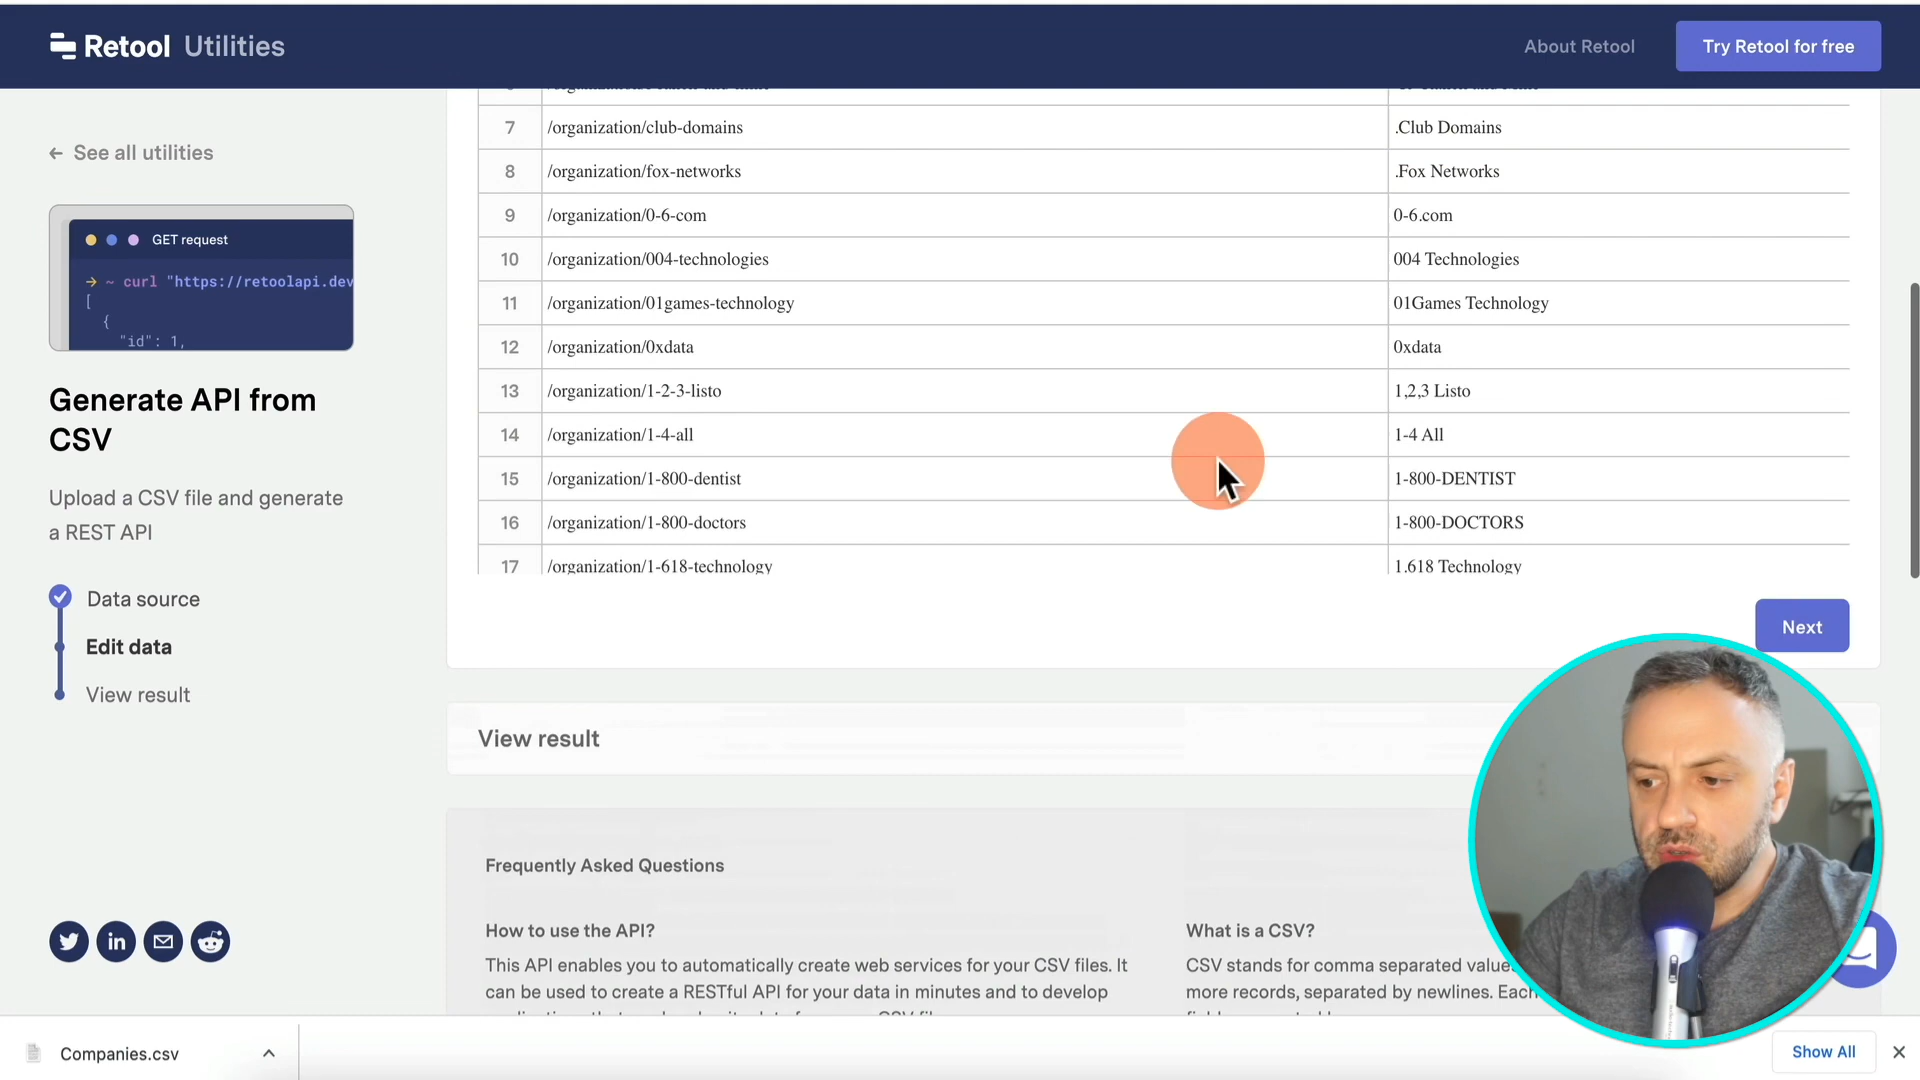 Retool Utilities
About Retool
Try Retool for free
← See all utilities
GET request
→ ~ curl "https://retoolapi.dev
[
{
"id": 1,
Generate API from
CSV
Upload a CSV file and generate
a REST API
Data source
Edit data
View result
7 /organization/club-domains .Club Domains
8 /organization/fox-networks .Fox Networks
9 /organization/0-6-com 0-6.com
10 /organization/004-technologies 004 Technologies
11 /organization/01games-technology 01Games Technology
12 /organization/0xdata 0xdata
13 /organization/1-2-3-listo 1,2,3 Listo
14 /organization/1-4-all 1-4 All
15 /organization/1-800-dentist 1-800-DENTIST
16 /organization/1-800-doctors 1-800-DOCTORS
17 /organization/1-618-technology 1.618 Technology
Next
View result
Frequently Asked Questions
How to use the API?
This API enables you to automatically create web services for your CSV files. It
can be used to create a RESTful API for your data in minutes and to develop
What is a CSV?
CSV stands for comma separated values
more records, separated by newlines. Each
in
Companies.csv
Show All